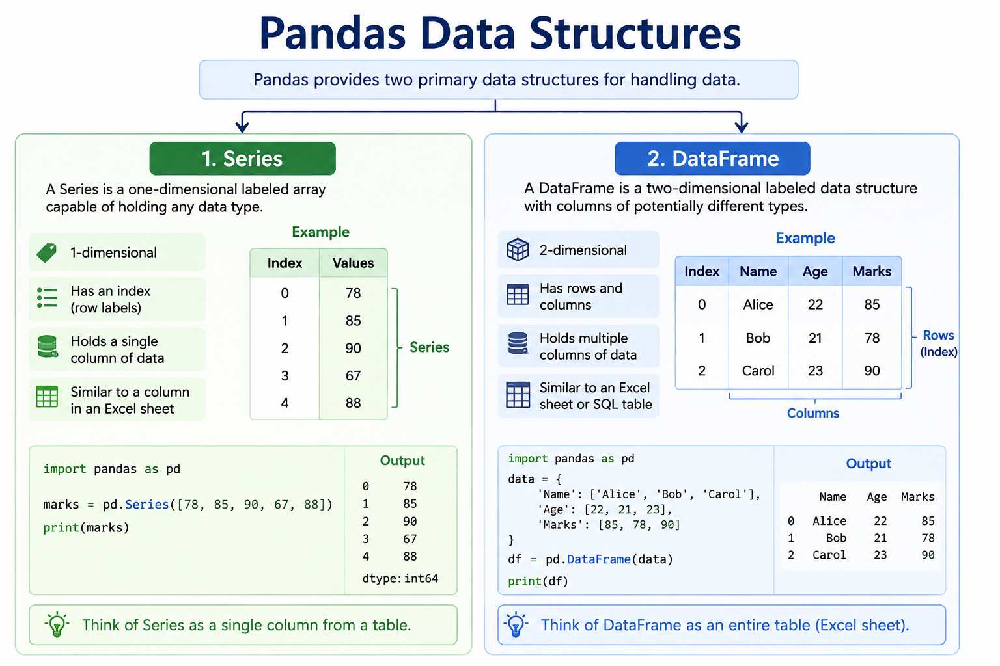 Pandas Data Structures
Pandas provides two primary data structures for handling data.
1. Series
A Series is a one-dimensional labeled array
capable of holding any data type.
1-dimensional
Has an index
(row labels)
Holds a single
column of data
Similar to a column
in an Excel sheet
Example
Index Values
0 78
1 85
2 90
3 67
4 88
Series
import pandas as pd
marks = pd.Series([78, 85, 90, 67, 88])
print(marks)
Output
0 78
1 85
2 90
3 67
4 88
dtype: int64
Think of Series as a single column from a table.
2. DataFrame
A DataFrame is a two-dimensional labeled data structure
with columns of potentially different types.
2-dimensional
Has rows and
columns
Holds multiple
columns of data
Similar to an Excel
sheet or SQL table
Example
Index Name Age Marks
0 Alice 22 85
1 Bob 21 78
2 Carol 23 90
Rows
(Index)
Columns
import pandas as pd
data = {
'Name': ['Alice', 'Bob', 'Carol'],
'Age': [22, 21, 23],
'Marks': [85, 78, 90]
}
df = pd.DataFrame(data)
print(df)
Output
Name Age Marks
0 Alice 22 85
1 Bob 21 78
2 Carol 23 90
Think of DataFrame as an entire table (Excel sheet).